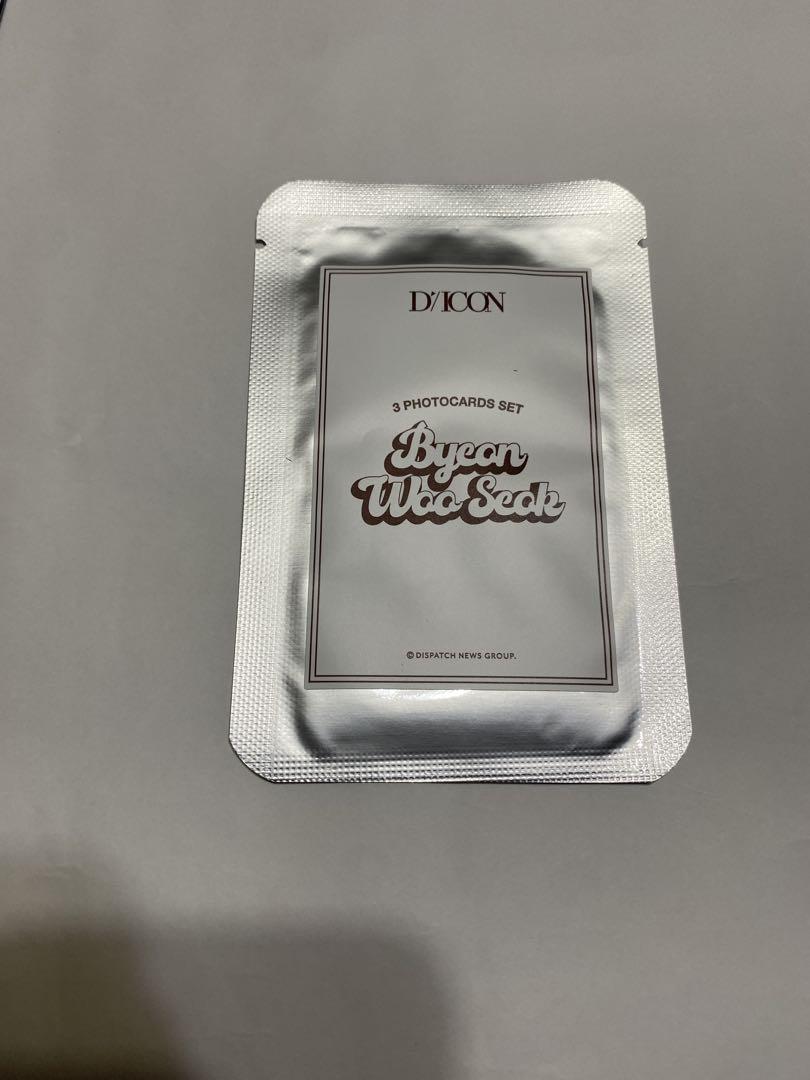 D'/ICON
3 PHOTOCARDS SET
Byeon
Woo Seok
© DISPATCH NEWS GROUP.